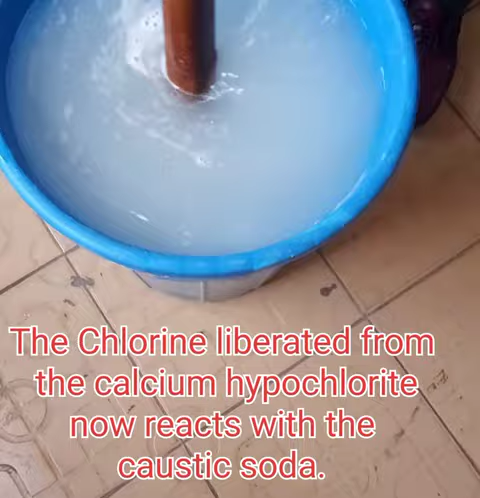 The Chlorine liberated from
the calcium hypochlorite
now reacts with the
caustic soda.